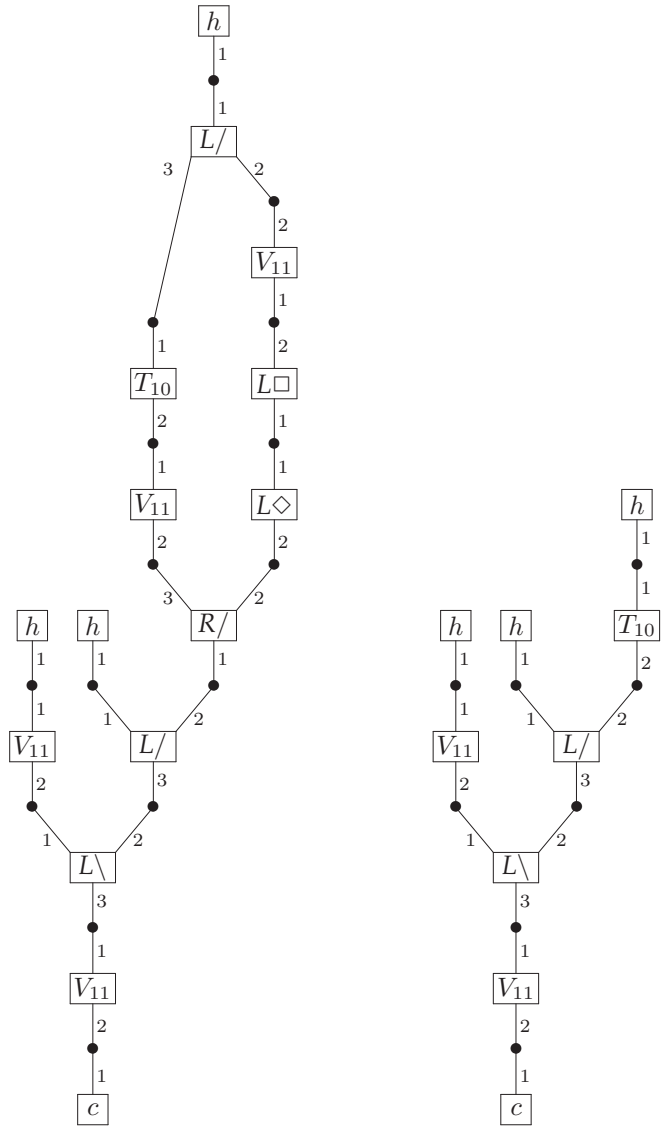 h
1
1
L/
3 2
2
V₁₁
1
1 2
T₁₀ L□
2 1
1 1
V₁₁ L◇
2 2
h
1
3 2
1
h h R/ h h T₁₀
1 1 1 1 1 2
1 1 2 1 1 2
V₁₁ L/ V₁₁ L/
2 3 2 3
1 2 1 2
L\ L\
3 3
1 1
V₁₁ V₁₁
2 2
1 1
c c